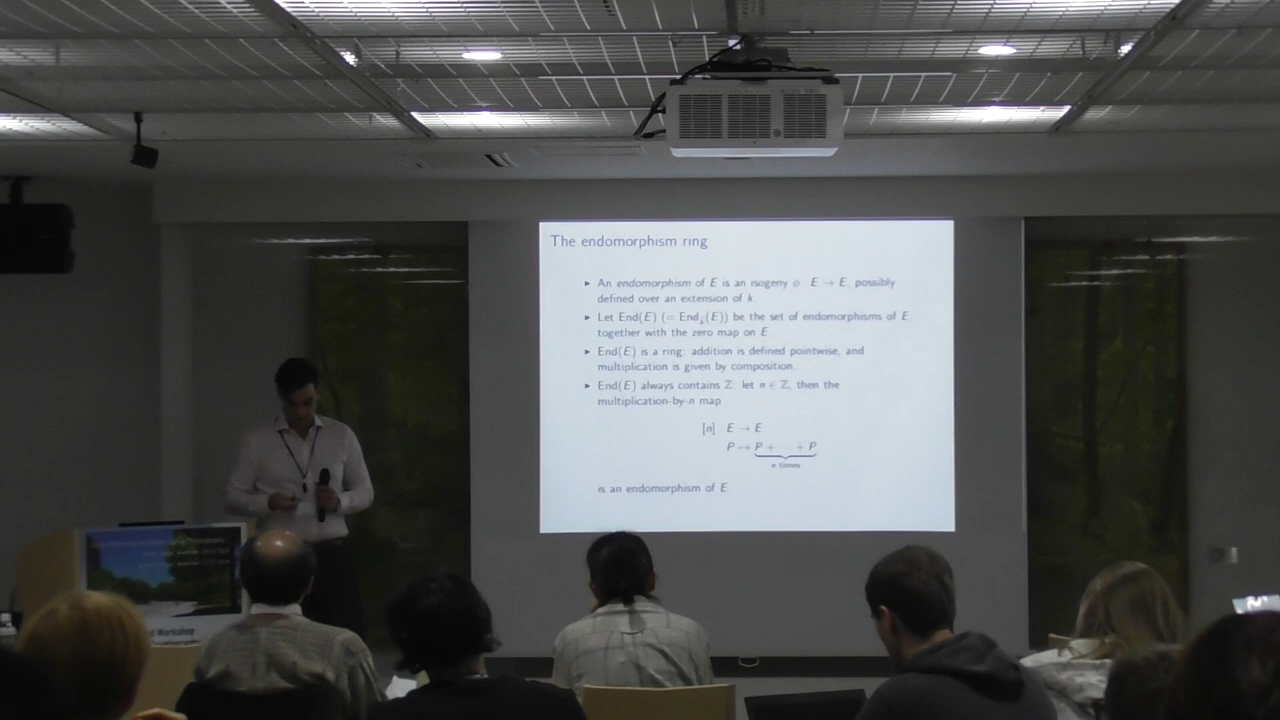 The endomorphism ring
▸ An endomorphism of E is an isogeny ϕ E → E, possibly
defined over an extension of k.
▸ Let End(E) (= End_k̄(E)) be the set of endomorphisms of E,
together with the zero map on E.
▸ End(E) is a ring: addition is defined pointwise, and
multiplication is given by composition.
▸ End(E) always contains ℤ: let n ∈ ℤ, then the
multiplication-by-n map
[n] E → E
P ↦ P + ··· + P
n times
is an endomorphism of E
Workshop